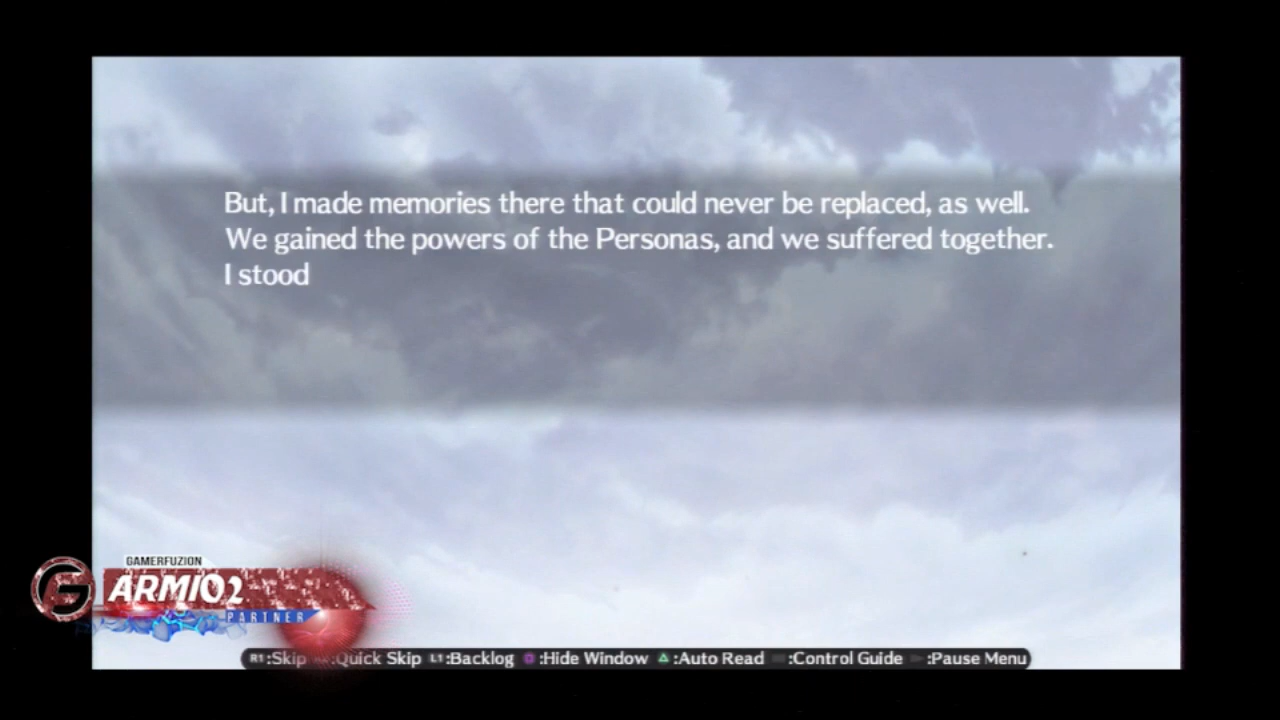 But, I made memories there that could never be replaced, as well.
We gained the powers of the Personas, and we suffered together.
I stood
GAMERFUZION
ARMIO2
PARTNER
R1:Skip :Quick Skip L1:Backlog :Hide Window :Auto Read :Control Guide :Pause Menu